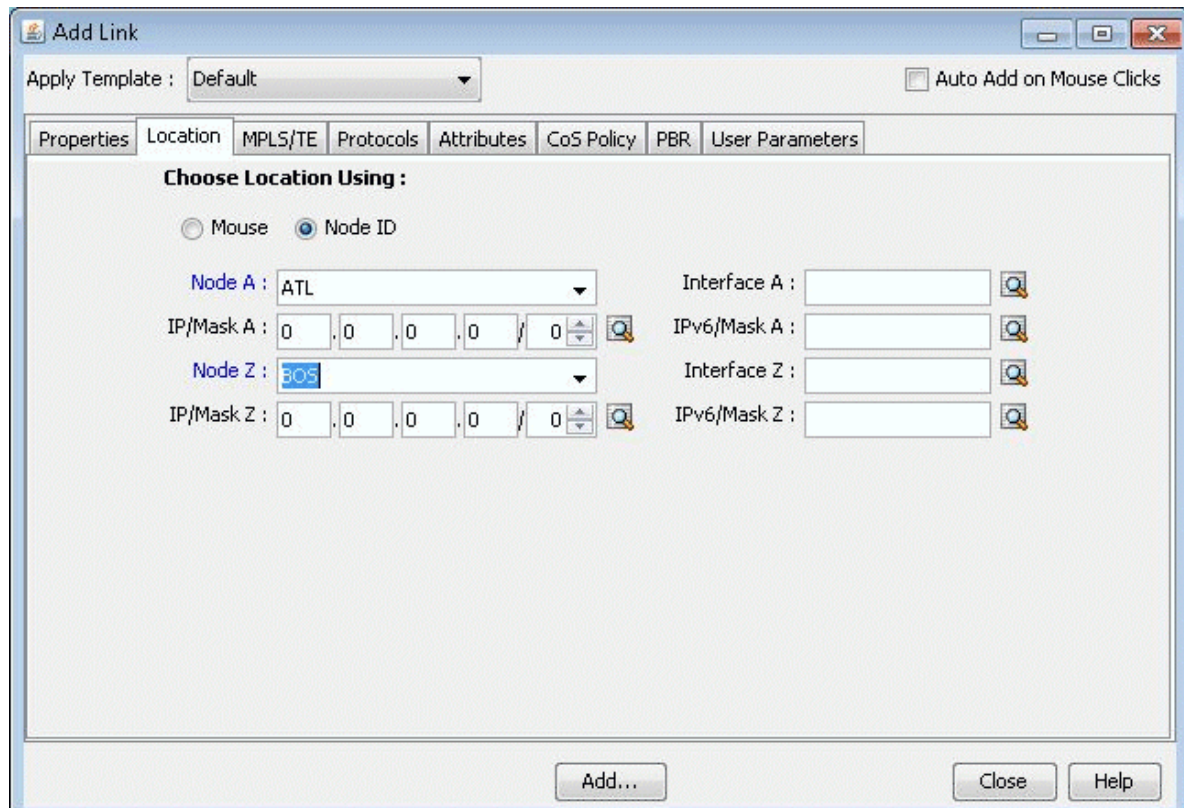 Add Link
Apply Template : Default Auto Add on Mouse Clicks
Properties Location MPLS/TE Protocols Attributes CoS Policy PBR User Parameters
Choose Location Using :
Mouse Node ID
Node A : ATL Interface A :
IP/Mask A : 0 .0 .0 .0 / 0 IPv6/Mask A :
Node Z : BOS Interface Z :
IP/Mask Z : 0 .0 .0 .0 / 0 IPv6/Mask Z :
Add... Close Help